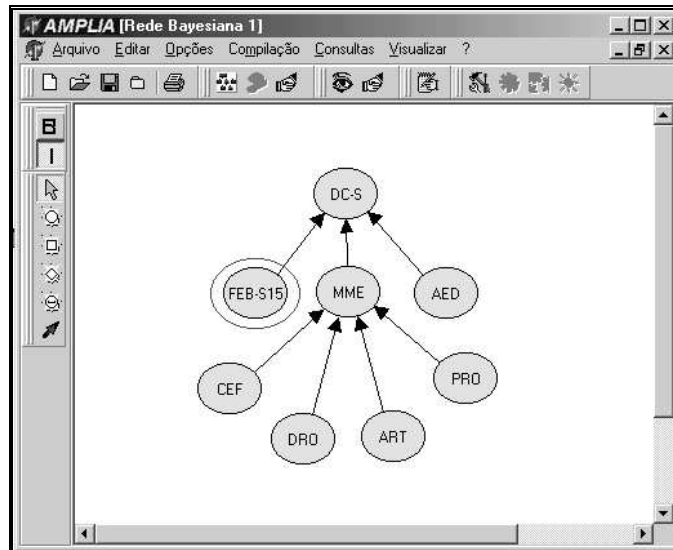 AMPLIA [Rede Bayesiana 1]
Arquivo Editar Opções Compilação Consultas Visualizar ?
B
I
DC-S
FEB-S15
MME
AED
CEF
PRO
DRO
ART